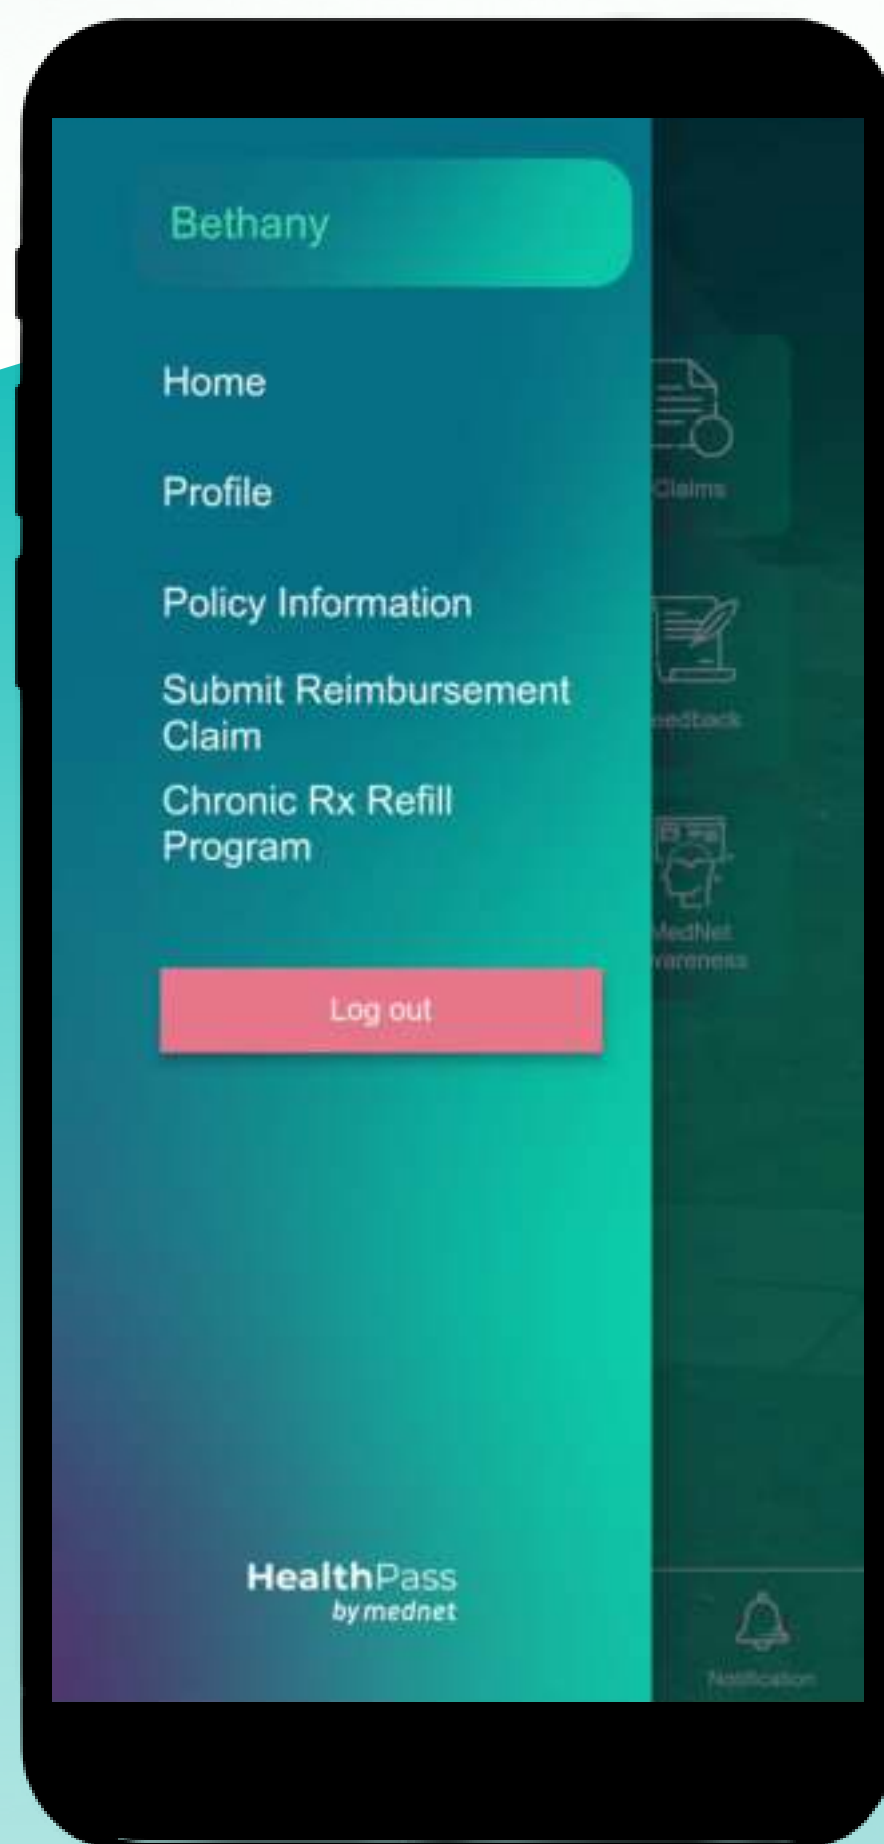 Bethany
Home
Profile
Policy Information
Submit Reimbursement
Claim
Chronic Rx Refill
Program
Log out
HealthPass
by mednet
Claims
MedNet
Notification